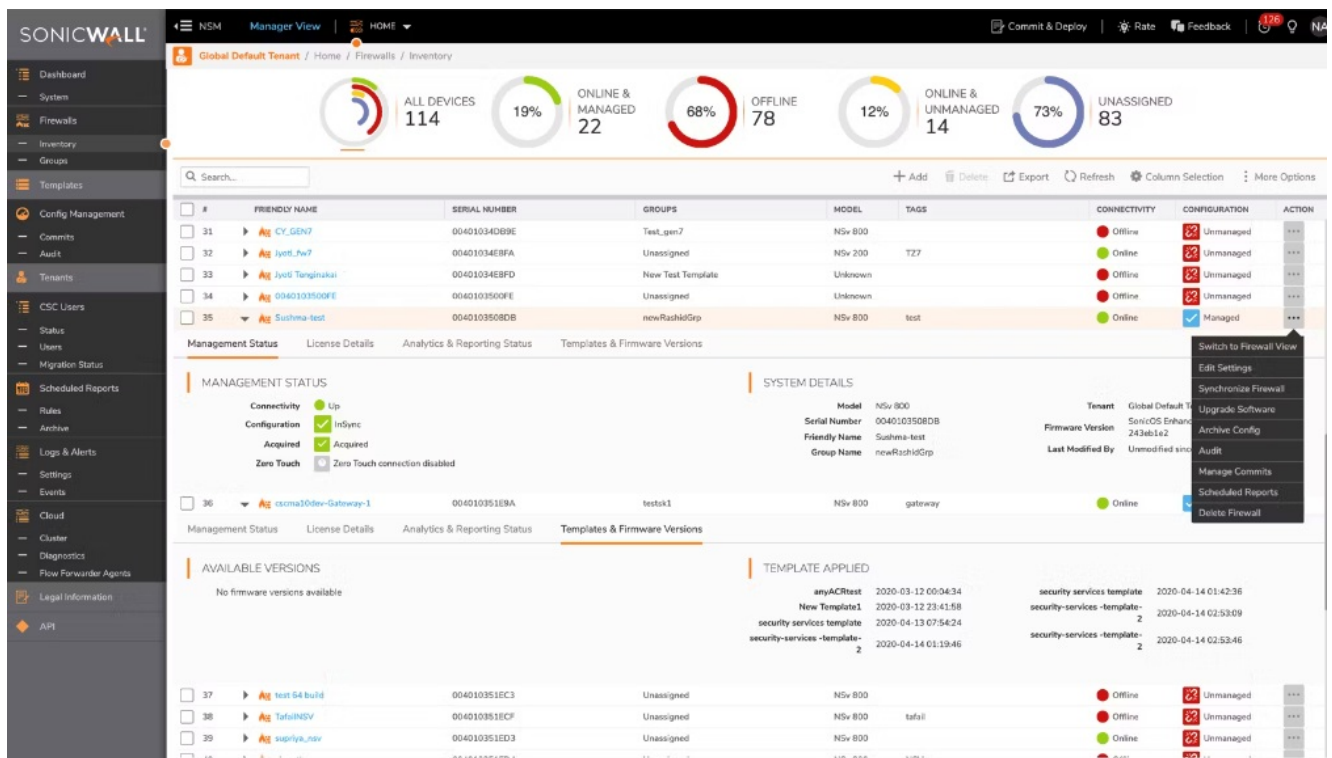 SONICWALL
NSM Manager View HOME Commit & Deploy Rate Feedback 126 NA
Global Default Tenant / Home / Firewalls / Inventory
Dashboard
System
Firewalls
Inventory
Groups
Templates
Config Management
Commits
Audit
Tenants
CSC Users
Status
Users
Migration Status
Scheduled Reports
Rules
Archive
Logs & Alerts
Settings
Events
Cloud
Cluster
Diagnostics
Flow Forwarder Agents
Legal Information
API
ALL DEVICES
114
19%
ONLINE &
MANAGED
22
68%
OFFLINE
78
12%
ONLINE &
UNMANAGED
14
73%
UNASSIGNED
83
Search... Add Delete Export Refresh Column Selection More Options
# FRIENDLY NAME SERIAL NUMBER GROUPS MODEL TAGS CONNECTIVITY CONFIGURATION ACTION
31 CY_GEN7 00401034DB9E Test_gen7 NSv 800 Offline Unmanaged
32 Jyoti_fw7 00401034E8FA Unassigned NSv 200 TZ7 Online Unmanaged
33 Jyoti Tenginakai 00401034E8FD New Test Template Unknown Offline Unmanaged
34 0040103500FE 0040103500FE Unassigned Unknown Offline Unmanaged
35 Sushma-test 0040103508DB newRashidGrp NSv 800 test Online Managed
Management Status License Details Analytics & Reporting Status Templates & Firmware Versions
MANAGEMENT STATUS
Connectivity Up
Configuration InSync
Acquired Acquired
Zero Touch Zero Touch connection disabled
SYSTEM DETAILS
Model NSv 800
Serial Number 0040103508DB
Friendly Name Sushma-test
Group Name newRashidGrp
Tenant Global Default T
Firmware Version SonicOS Enhanc
243eb1e2
Last Modified By Unmodified sinc
Switch to Firewall View
Edit Settings
Synchronize Firewall
Upgrade Software
Archive Config
Audit
Manage Commits
Scheduled Reports
Delete Firewall
36 cscma10dev-Gateway-1 004010351E9A testsk1 NSv 800 gateway Online
Management Status License Details Analytics & Reporting Status Templates & Firmware Versions
AVAILABLE VERSIONS
No firmware versions available
TEMPLATE APPLIED
anyACRtest 2020-03-12 00:04:34
New Template1 2020-03-12 23:41:58
security services template 2020-04-13 07:54:24
security-services -template-
2 2020-04-14 01:19:46
security services template 2020-04-14 01:42:36
security-services -template-
2 2020-04-14 02:53:09
security-services -template-
2 2020-04-14 02:53:46
37 test 64 build 004010351EC3 Unassigned NSv 800 Offline Unmanaged
38 TafailNSV 004010351ECF Unassigned NSv 800 tafail Offline Unmanaged
39 supriya_nsv 004010351ED3 Unassigned NSv 800 Online Unmanaged